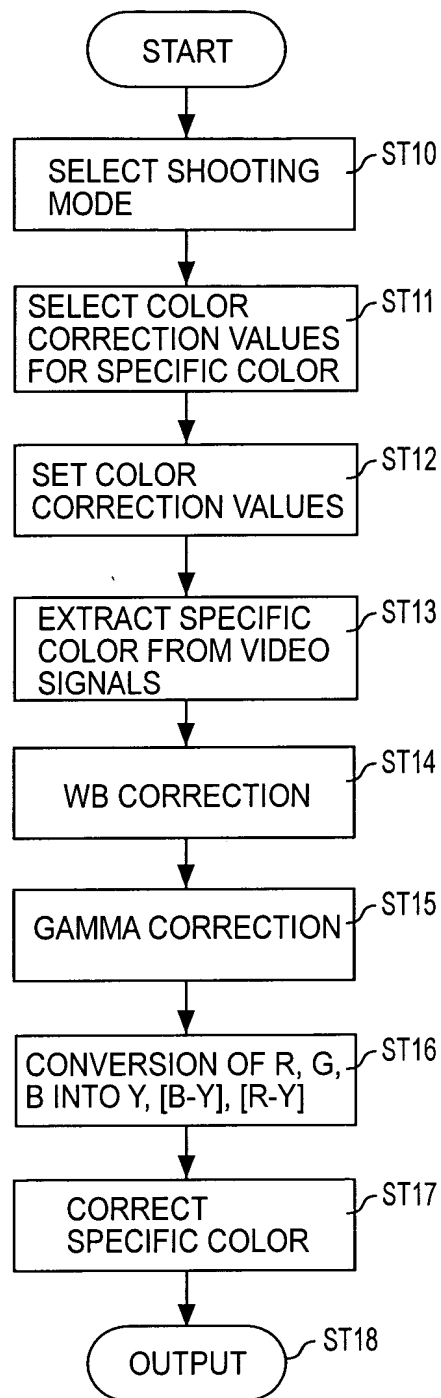 START
SELECT SHOOTING
MODE
ST10
SELECT COLOR
CORRECTION VALUES
FOR SPECIFIC COLOR
ST11
SET COLOR
CORRECTION VALUES
ST12
EXTRACT SPECIFIC
COLOR FROM VIDEO
SIGNALS
ST13
WB CORRECTION
ST14
GAMMA CORRECTION
ST15
CONVERSION OF R, G,
B INTO Y, [B-Y], [R-Y]
ST16
CORRECT
SPECIFIC COLOR
ST17
OUTPUT
ST18